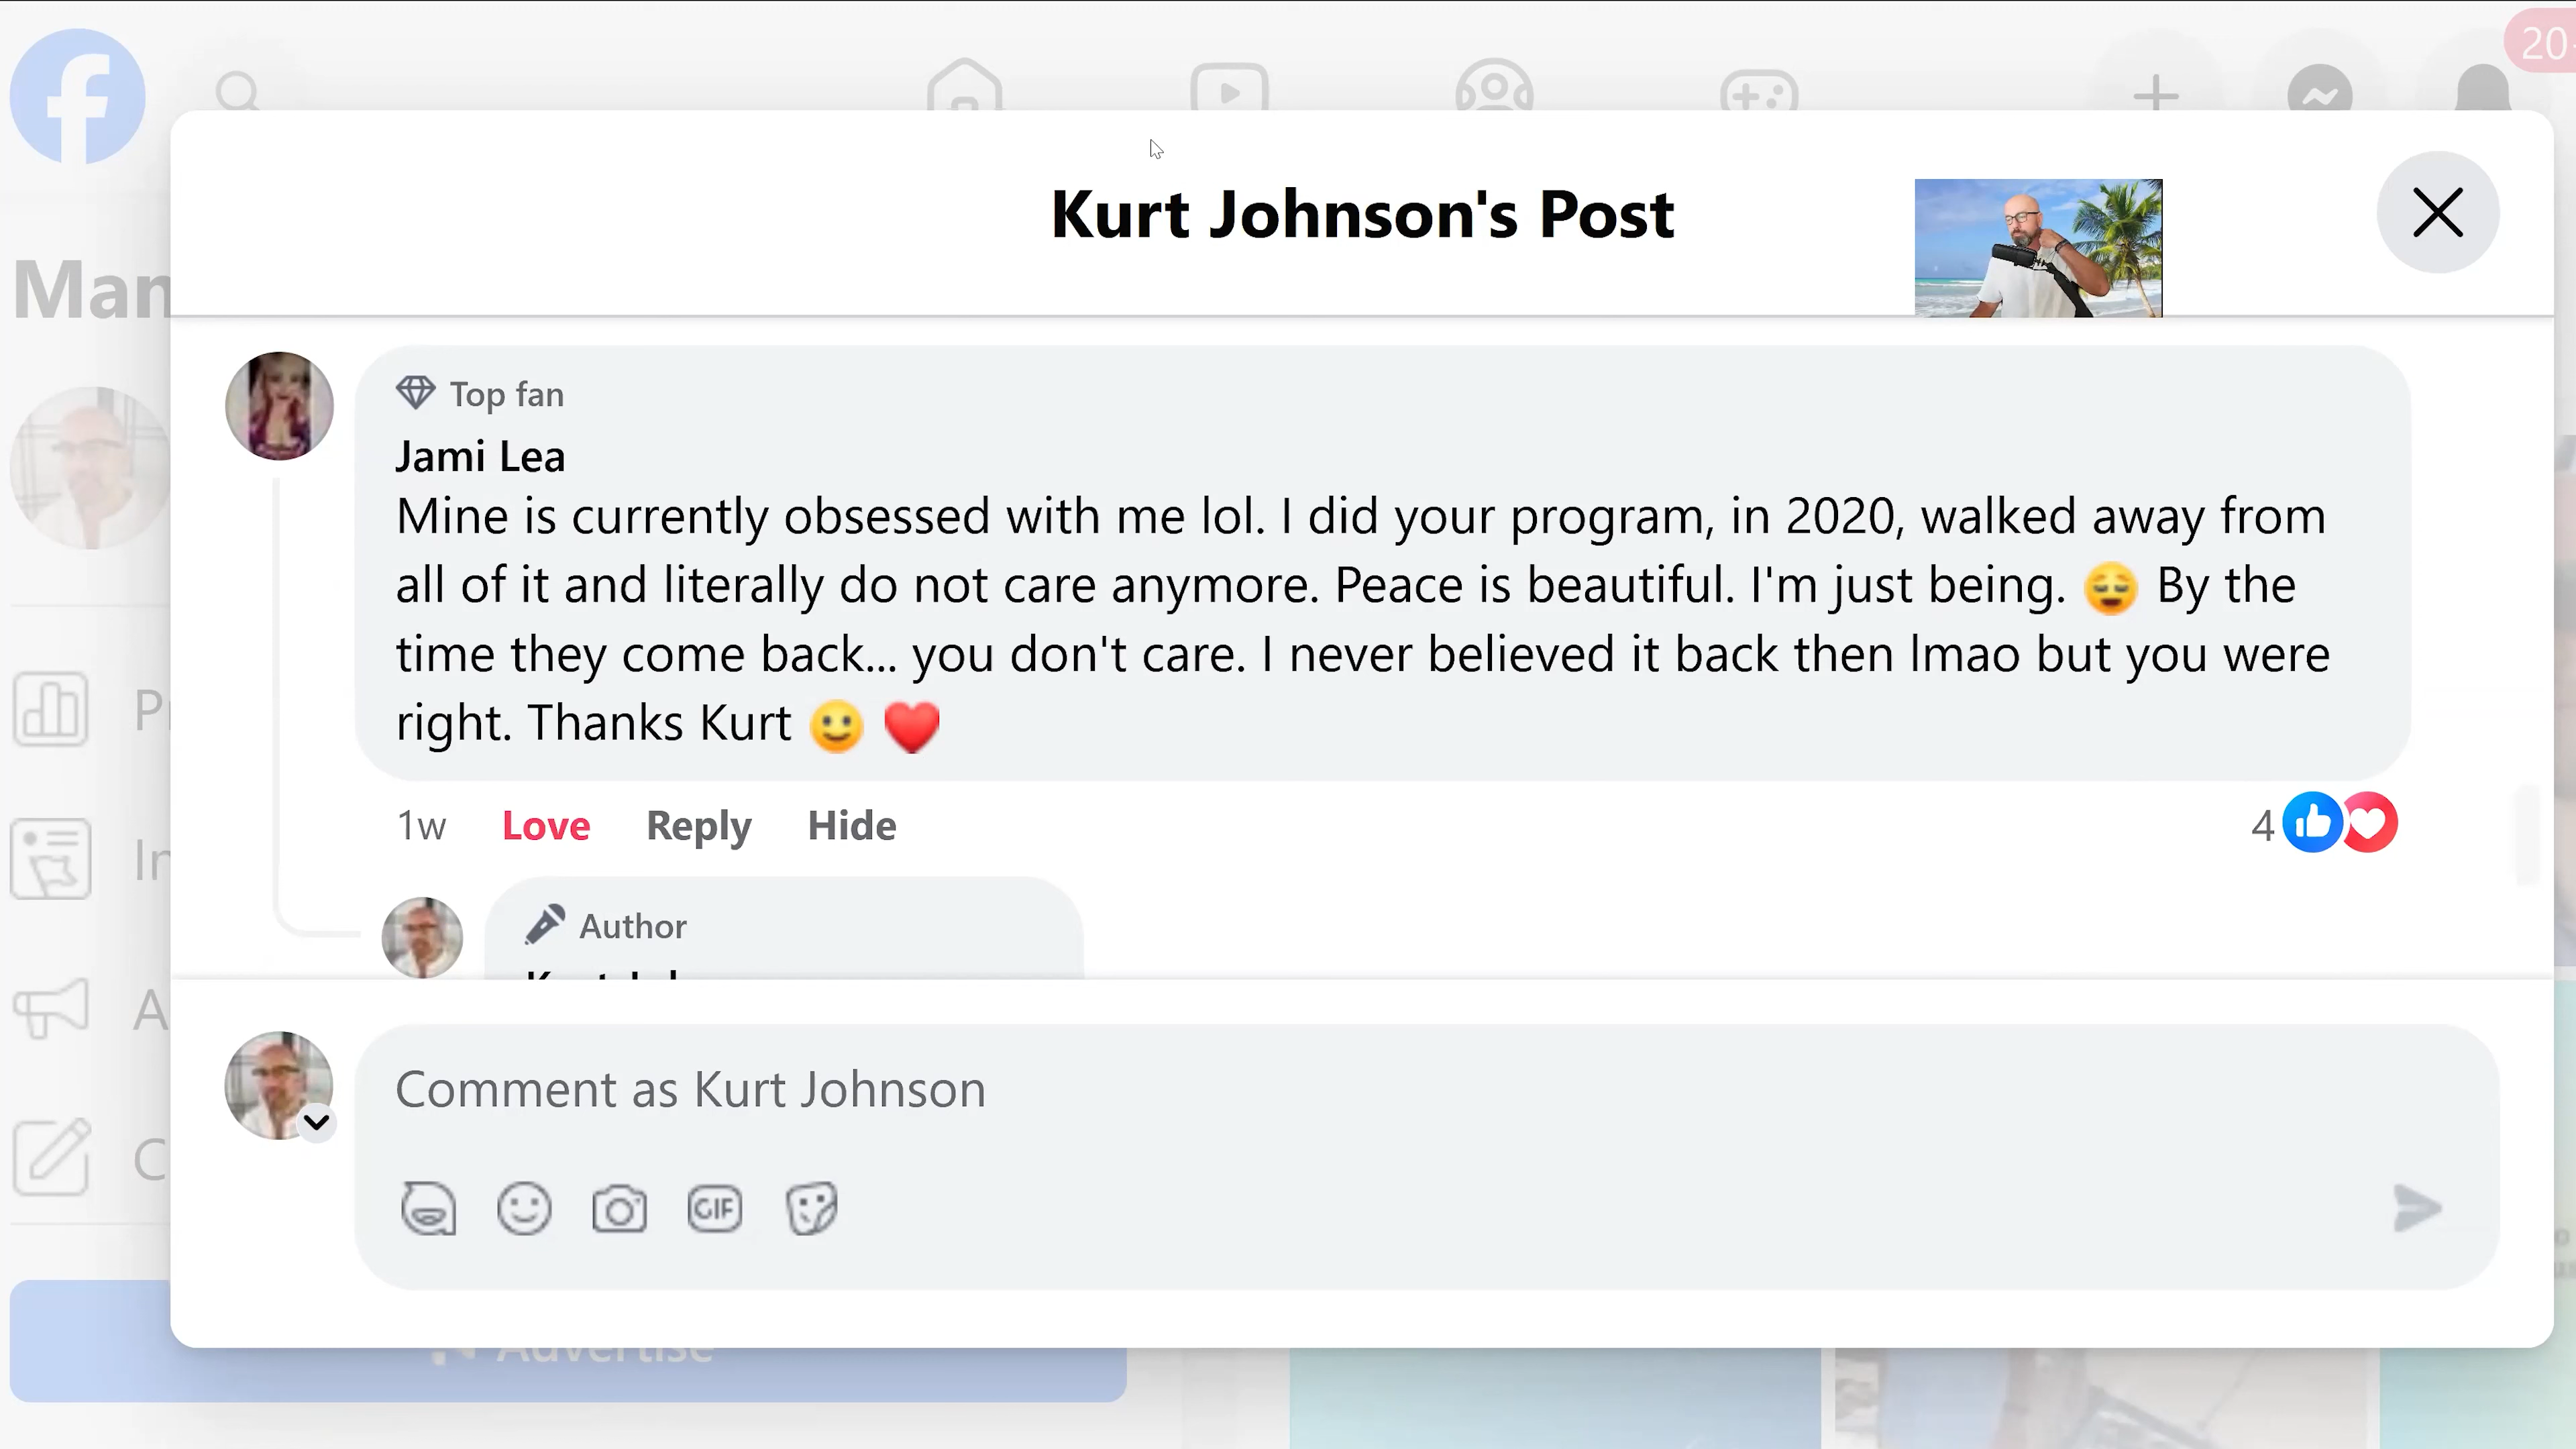 20
Man
Kurt Johnson's Post
Top fan
Jami Lea
Mine is currently obsessed with me lol. I did your program, in 2020, walked away from
all of it and literally do not care anymore. Peace is beautiful. I'm just being. 😌 By the
time they come back... you don't care. I never believed it back then lmao but you were
right. Thanks Kurt 🙂 ❤️
1w Love Reply Hide
4
Author
Comment as Kurt Johnson
GIF
Advertise